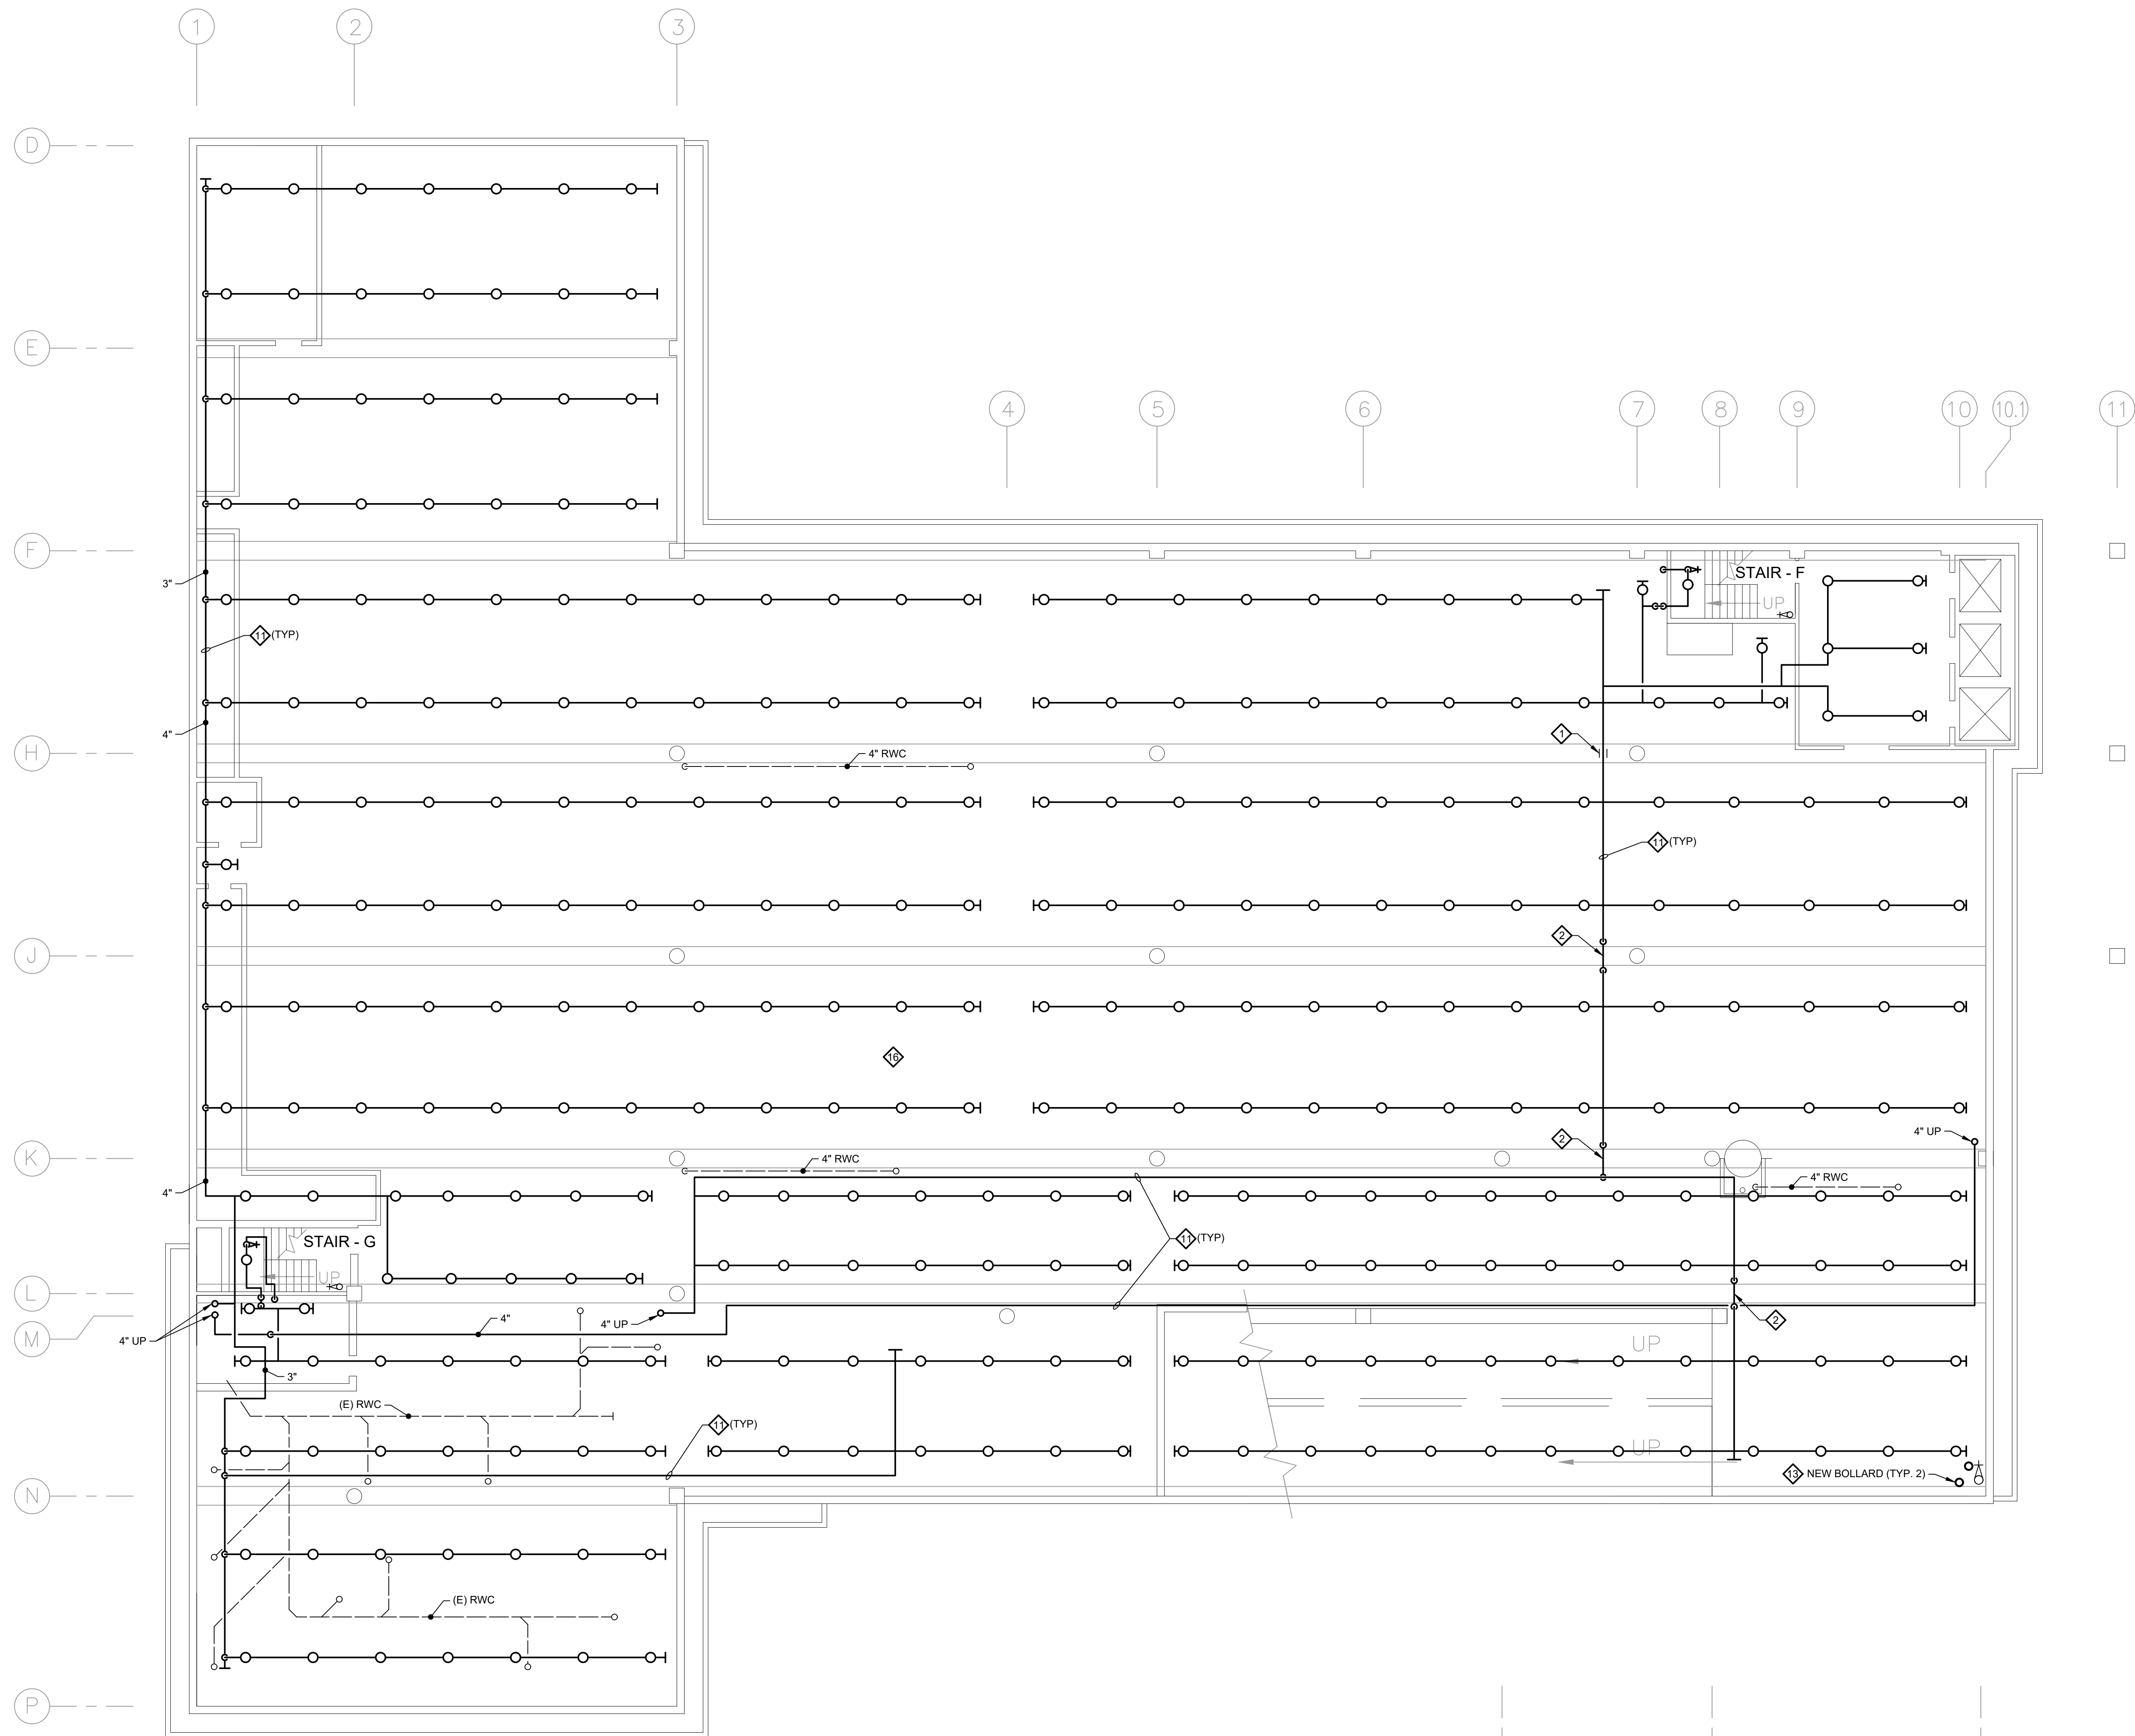 1
2
3
D
E
4
5
6
7
8
9
10
10.1
11
F
STAIR - F
3"
UP
11 (TYP)
4"
1
H
4" RWC
11 (TYP)
2
J
16
4" UP
2
K
4" RWC
4" RWC
4"
11 (TYP)
STAIR - G
UP
L
4"
4" UP
2
M
4" UP
UP
3"
(E) RWC
11 (TYP)
UP
13 NEW BOLLARD (TYP. 2)
N
(E) RWC
P